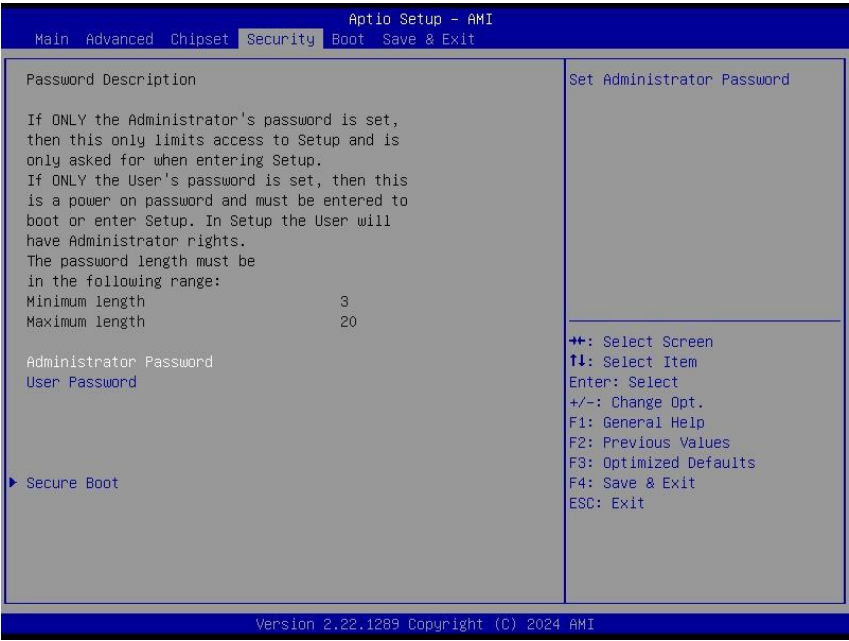 Aptio Setup - AMI
Main Advanced Chipset Security Boot Save & Exit
Password Description
If ONLY the Administrator's password is set,
then this only limits access to Setup and is
only asked for when entering Setup.
If ONLY the User's password is set, then this
is a power on password and must be entered to
boot or enter Setup. In Setup the User will
have Administrator rights.
The password length must be
in the following range:
Minimum length 3
Maximum length 20
Administrator Password
User Password
Secure Boot
Set Administrator Password
→←: Select Screen
↑↓: Select Item
Enter: Select
+/-: Change Opt.
F1: General Help
F2: Previous Values
F3: Optimized Defaults
F4: Save & Exit
ESC: Exit
Version 2.22.1289 Copyright (C) 2024 AMI